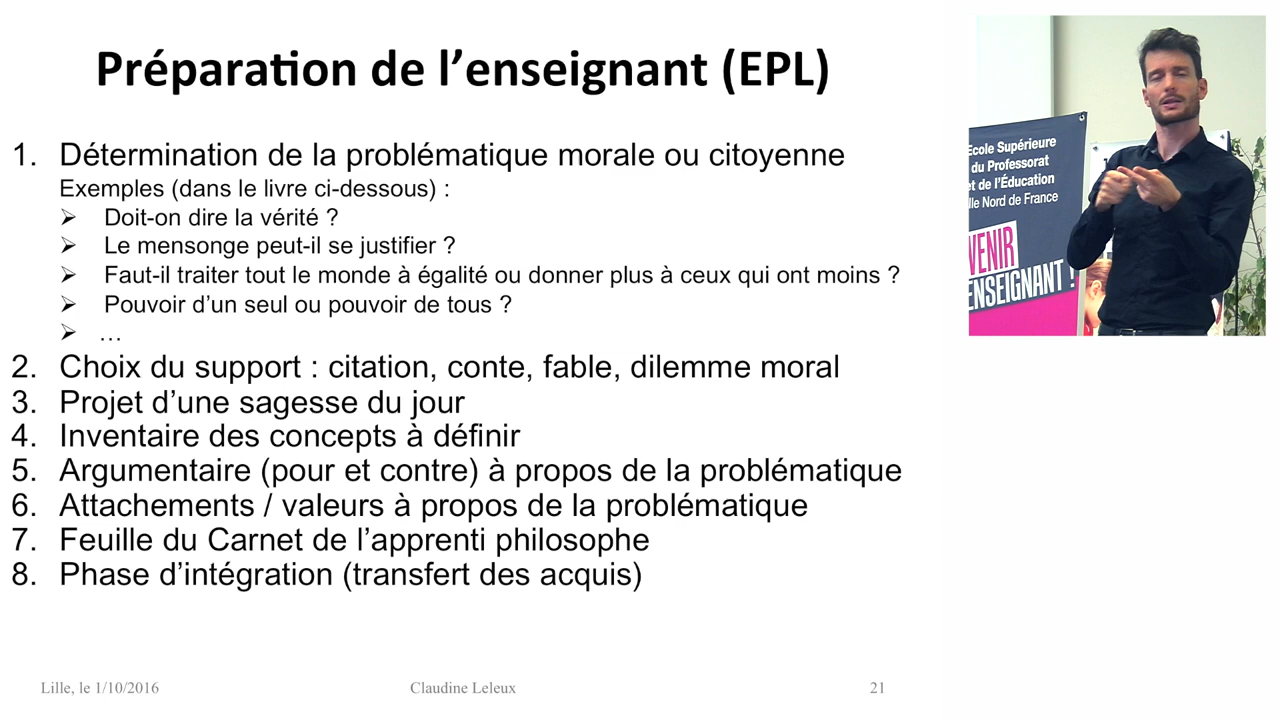 Préparation de l'enseignant (EPL)
1. Détermination de la problématique morale ou citoyenne
Exemples (dans le livre ci-dessous) :
➢ Doit-on dire la vérité ?
➢ Le mensonge peut-il se justifier ?
➢ Faut-il traiter tout le monde à égalité ou donner plus à ceux qui ont moins ?
➢ Pouvoir d'un seul ou pouvoir de tous ?
➢ …
2. Choix du support : citation, conte, fable, dilemme moral
3. Projet d'une sagesse du jour
4. Inventaire des concepts à définir
5. Argumentaire (pour et contre) à propos de la problématique
6. Attachements / valeurs à propos de la problématique
7. Feuille du Carnet de l'apprenti philosophe
8. Phase d'intégration (transfert des acquis)
Lille, le 1/10/2016 Claudine Leleux 21
Ecole Supérieure
du Professorat
et de l'Éducation
lle Nord de France
VENIR
ENSEIGNANT !